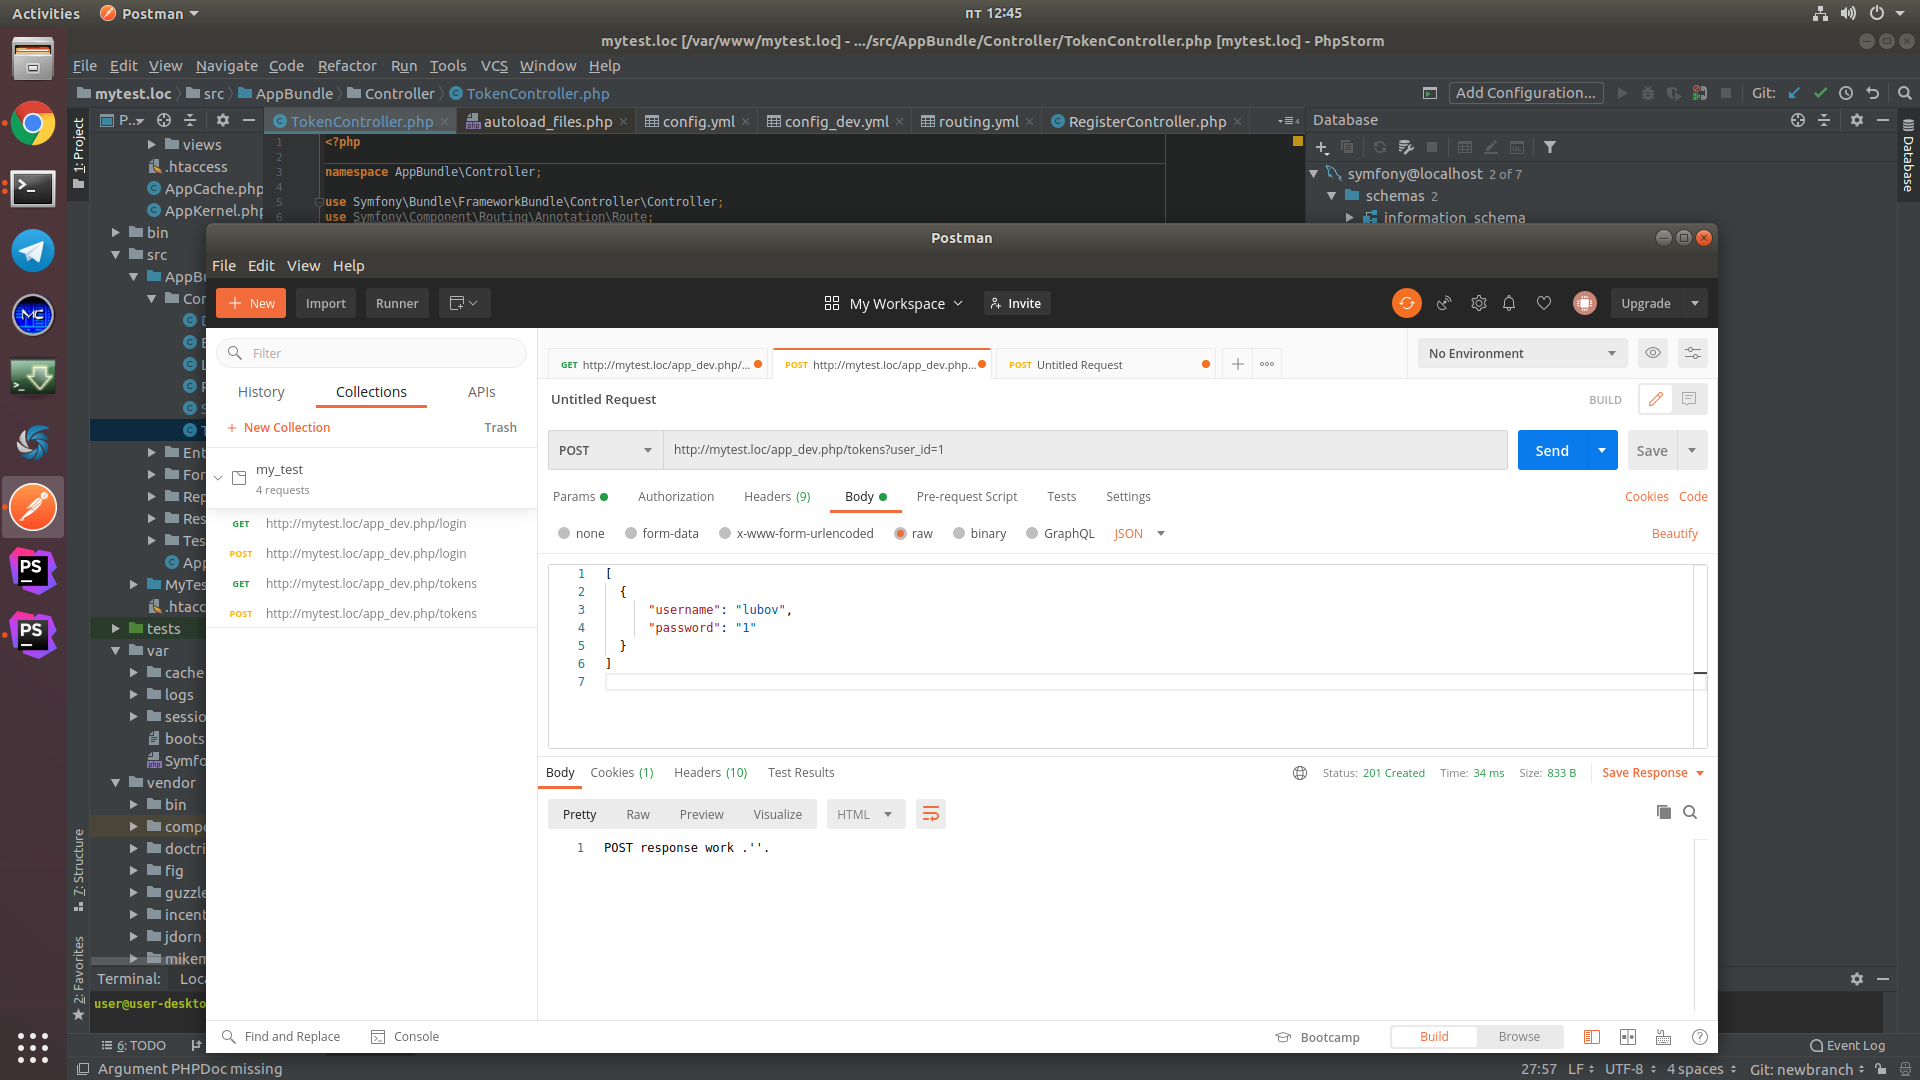 Activities Postman пт 12:45
mytest.loc [/var/www/mytest.loc] - .../src/AppBundle/Controller/TokenController.php [mytest.loc] - PhpStorm
File Edit View Navigate Code Refactor Run Tools VCS Window Help
mytest.loc src AppBundle Controller TokenController.php Add Configuration... Git:
1: Project P... TokenController.php autoload_files.php config.yml config_dev.yml routing.yml RegisterController.php 4 Database
views
.htaccess
AppCache.php
AppKernel.php
bin
src
AppBu
Con
Ent
For
Rep
Res
Tes
App
MyTes
.htacc
tests
var
cache
logs
sessio
boots
Symfo
vendor
bin
compo
doctri
fig
guzzle
incent
jdorn
mikem
1 <?php
2
3 namespace AppBundle\Controller;
4
5 use Symfony\Bundle\FrameworkBundle\Controller\Controller;
6 use Symfony\Component\Routing\Annotation\Route;
symfony@localhost 2 of 7
schemas 2
information_schema
Database
Postman
File Edit View Help
New Import Runner My Workspace Invite Upgrade
Filter
History Collections APIs
New Collection Trash
my_test
4 requests
GET http://mytest.loc/app_dev.php/login
POST http://mytest.loc/app_dev.php/login
GET http://mytest.loc/app_dev.php/tokens
POST http://mytest.loc/app_dev.php/tokens
GET http://mytest.loc/app_dev.php/... POST http://mytest.loc/app_dev.php... POST Untitled Request No Environment
Untitled Request BUILD
POST http://mytest.loc/app_dev.php/tokens?user_id=1 Send Save
Params Authorization Headers (9) Body Pre-request Script Tests Settings Cookies Code
none form-data x-www-form-urlencoded raw binary GraphQL JSON Beautify
1 [
2 {
3 "username": "lubov",
4 "password": "1"
5 }
6 ]
7
Body Cookies (1) Headers (10) Test Results Status: 201 Created Time: 34 ms Size: 833 B Save Response
Pretty Raw Preview Visualize HTML
1 POST response work .''.
Find and Replace Console Bootcamp Build Browse
7: Structure
2: Favorites
Terminal: Loca
user@user-deskto
6: TODO Event Log
Argument PHPDoc missing 27:57 LF UTF-8 4 spaces Git: newbranch